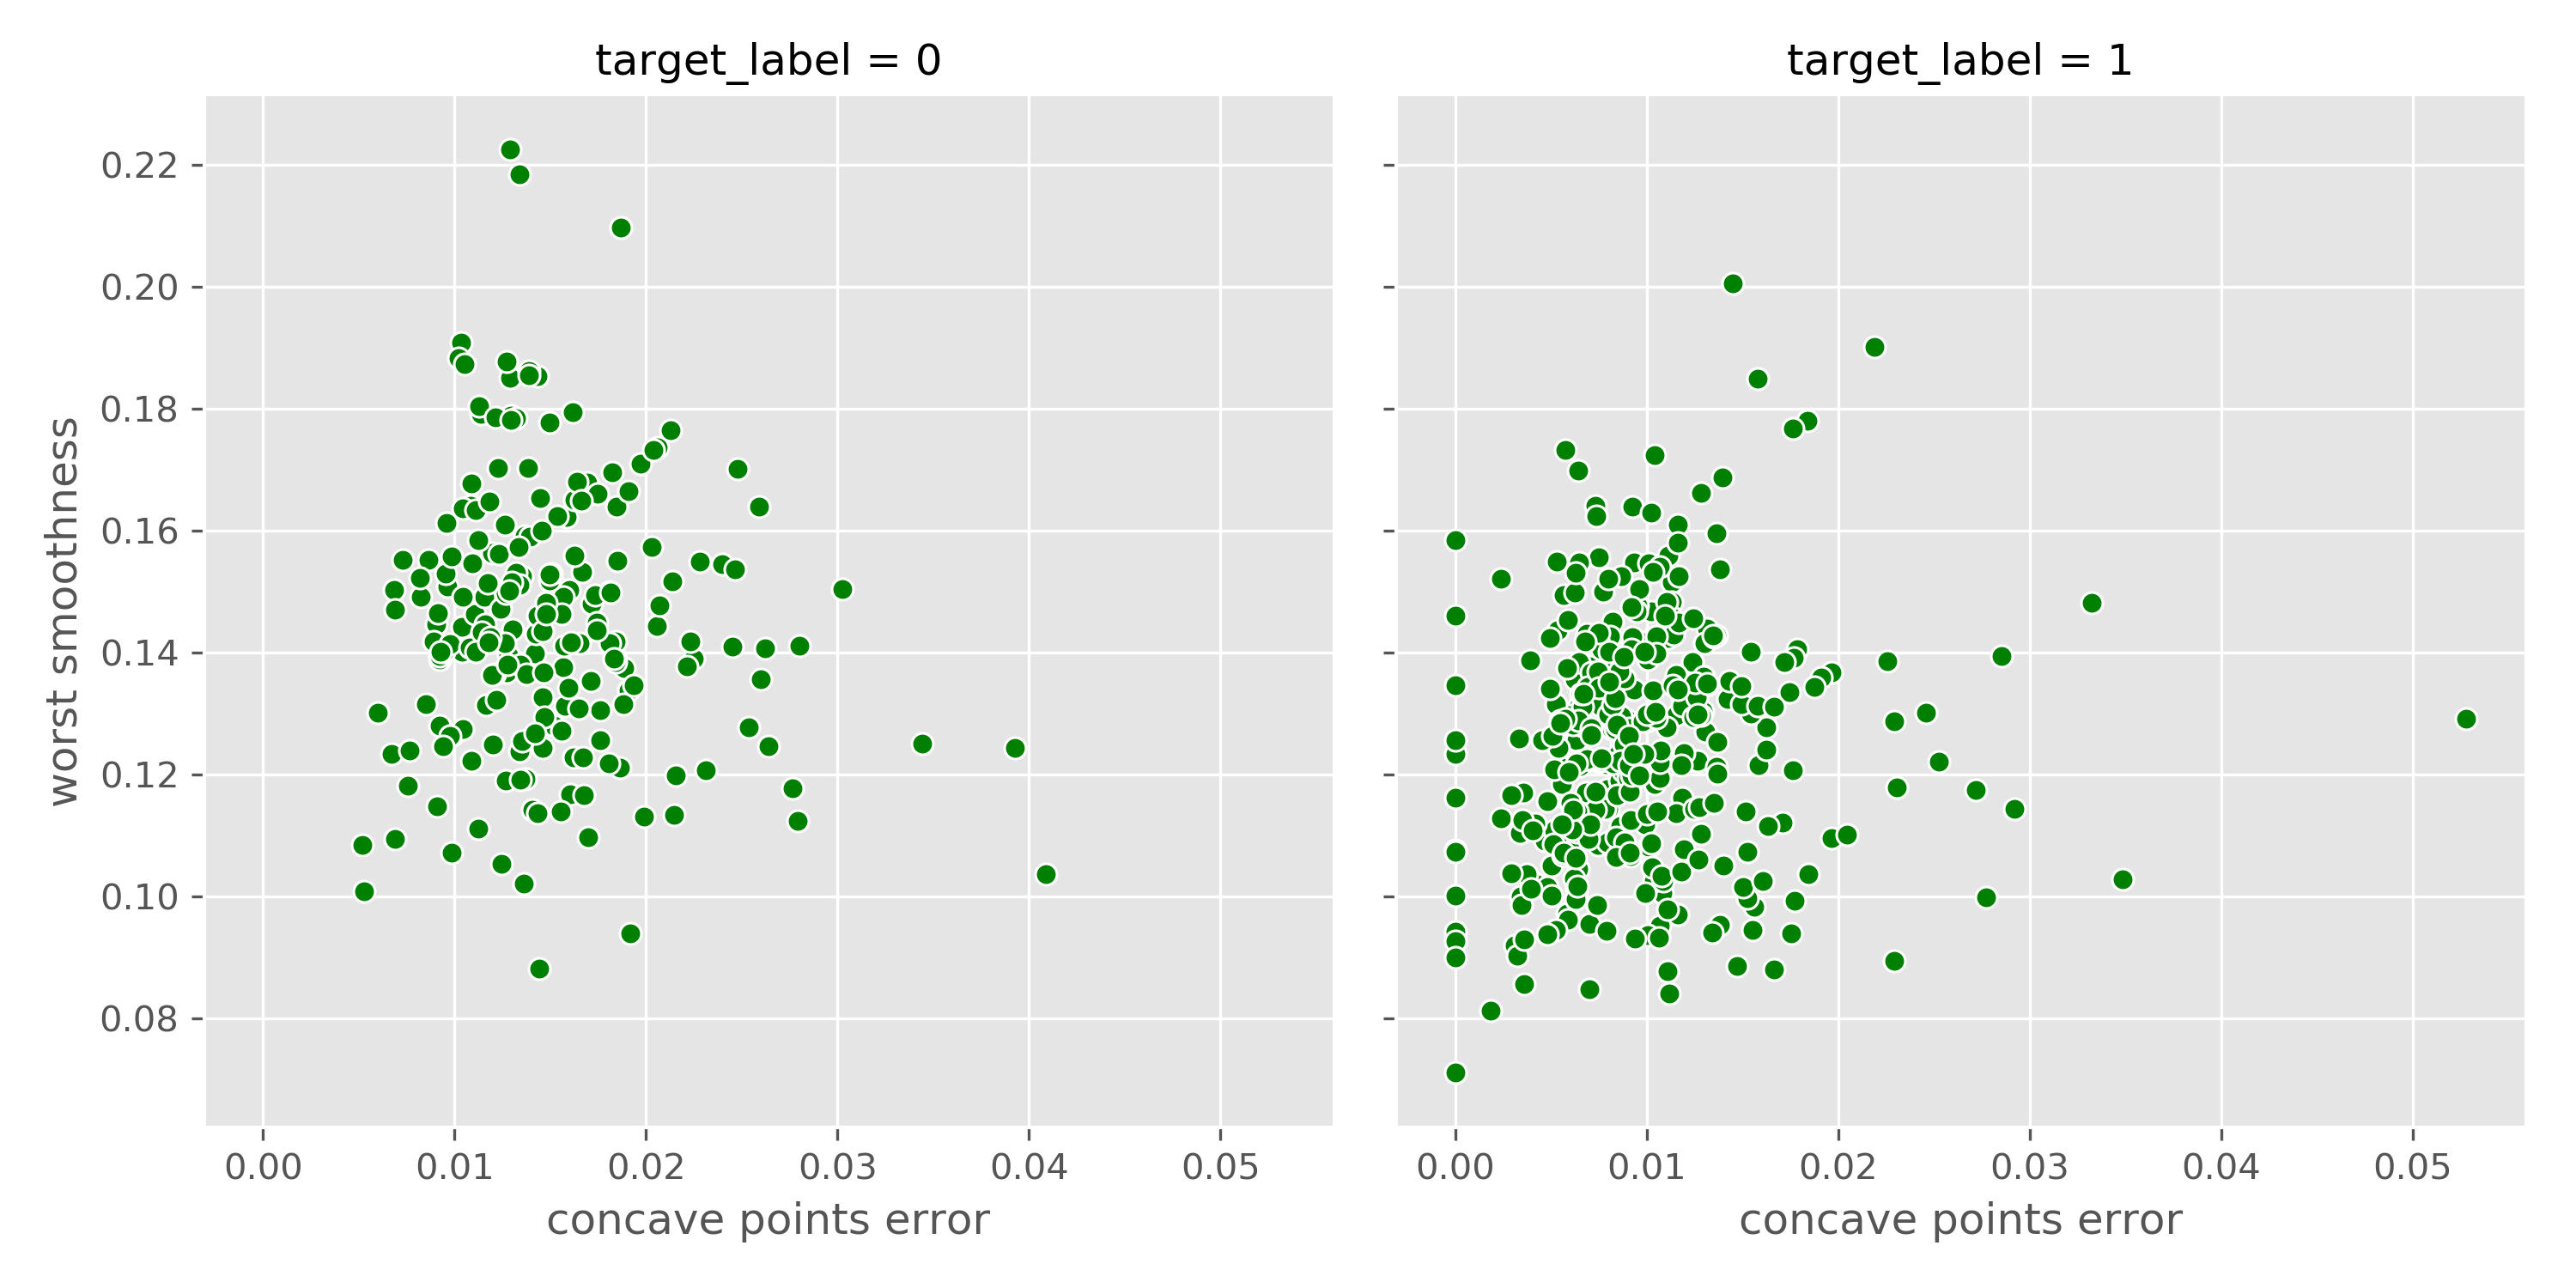 target_label = 0
target_label = 1
0.22
0.20
0.18
0.16
0.14
0.12
0.10
0.08
worst smoothness
0.00 0.01 0.02 0.03 0.04 0.05
0.00 0.01 0.02 0.03 0.04 0.05
concave points error
concave points error